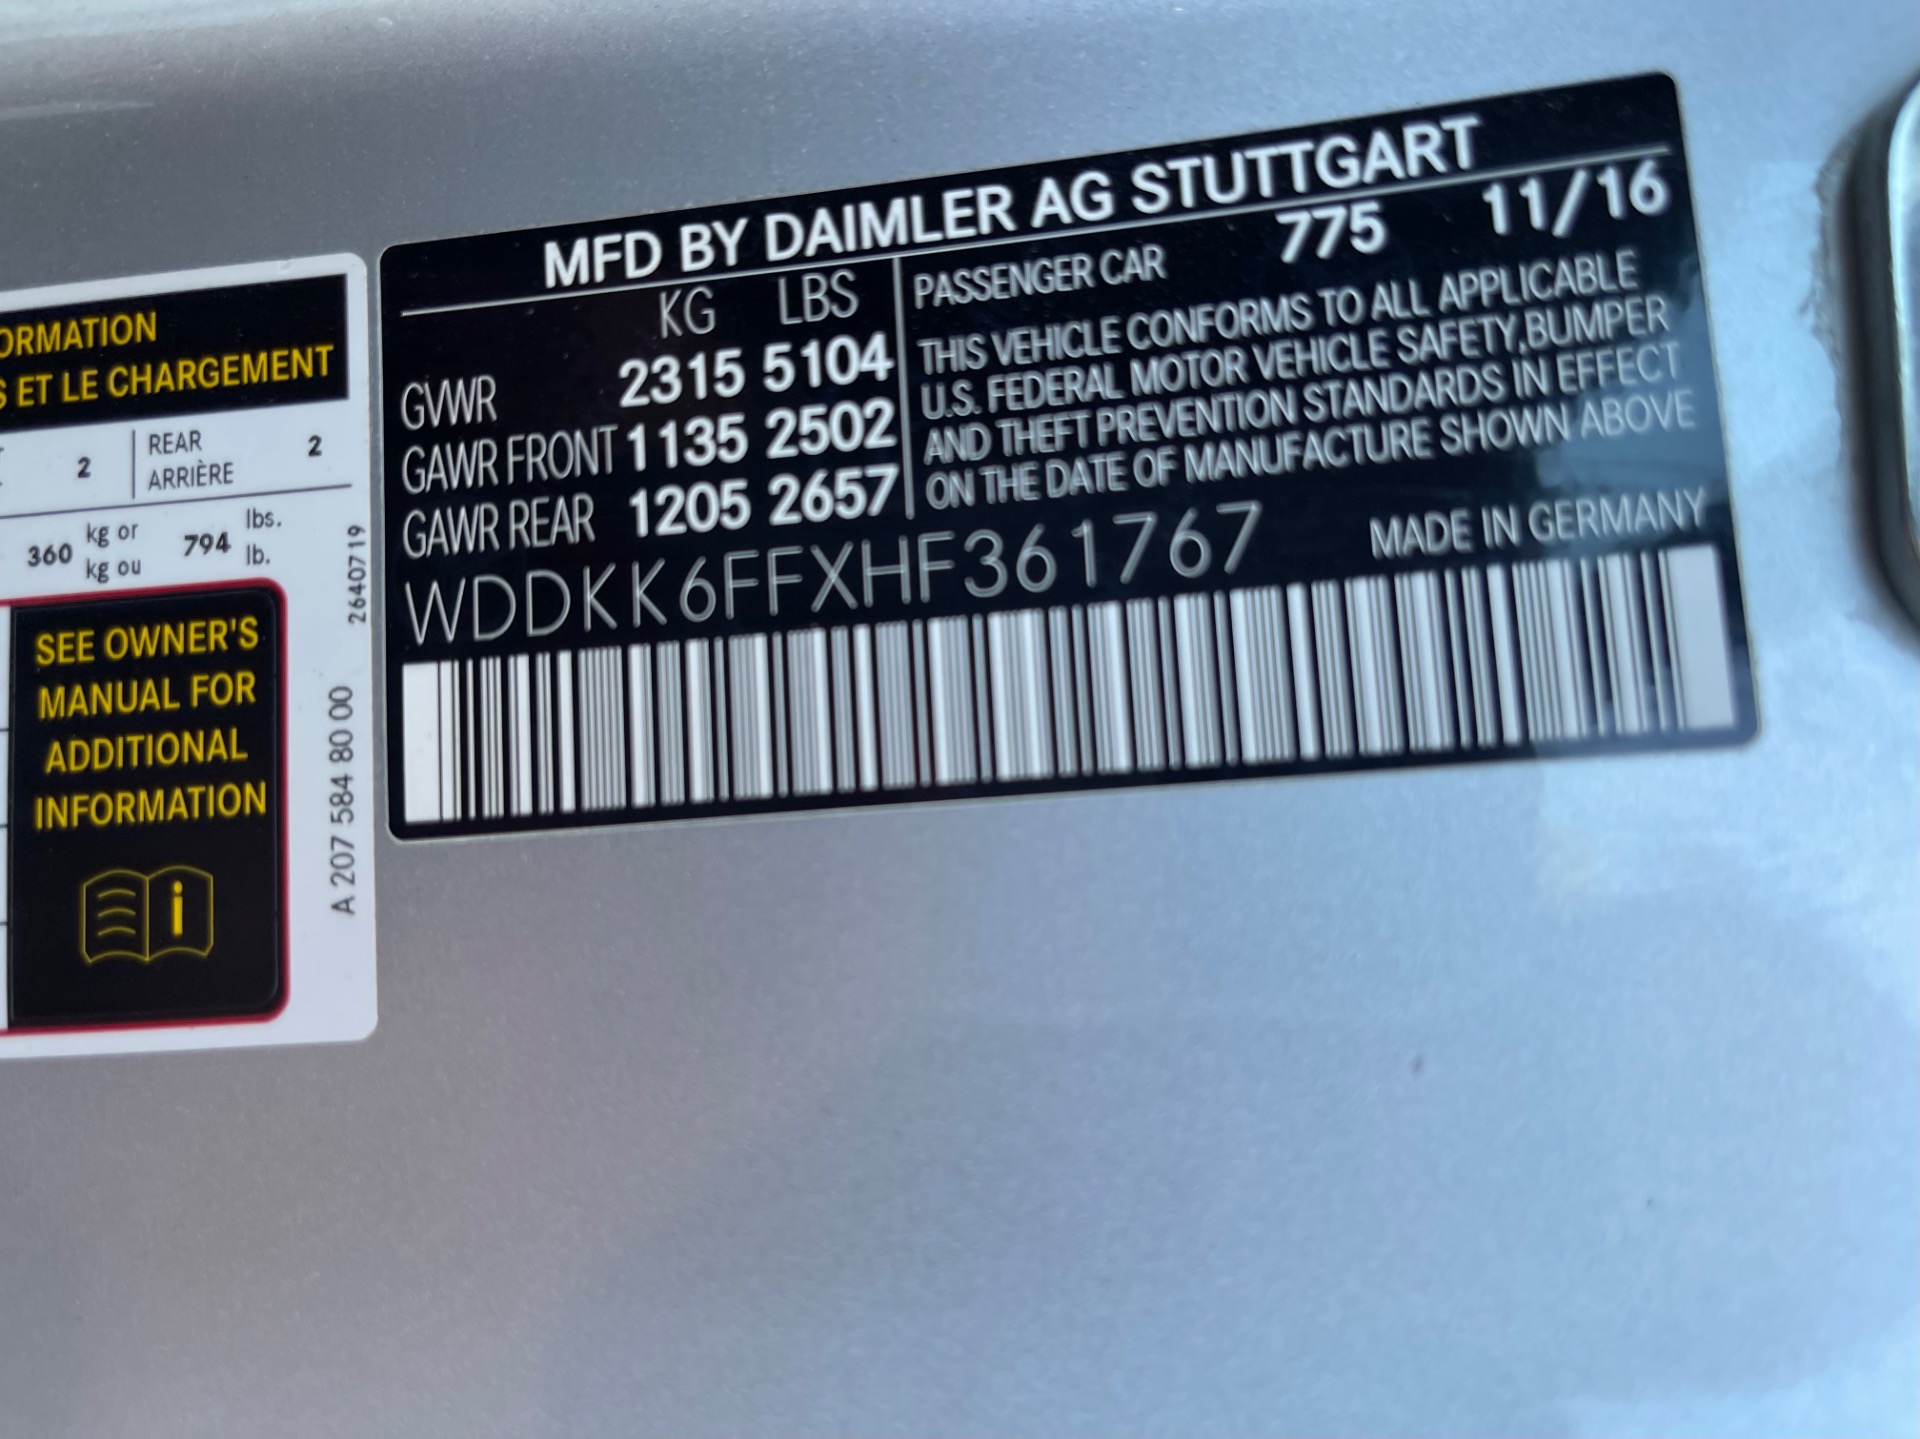 ORMATION
S ET LE CHARGEMENT
2
REAR
ARRIÈRE
2
360 kg or
kg ou
794 lbs.
lb.
2640719
SEE OWNER'S
MANUAL FOR
ADDITIONAL
INFORMATION
i
A 207 584 80 00
MFD BY DAIMLER AG STUTTGART
KG LBS
GVWR 2315 5104
GAWR FRONT 1135 2502
GAWR REAR 1205 2657
PASSENGER CAR 775 11/16
THIS VEHICLE CONFORMS TO ALL APPLICABLE
U.S. FEDERAL MOTOR VEHICLE SAFETY,BUMPER
AND THEFT PREVENTION STANDARDS IN EFFECT
ON THE DATE OF MANUFACTURE SHOWN ABOVE
WDDKK6FFXHF361767
MADE IN GERMANY